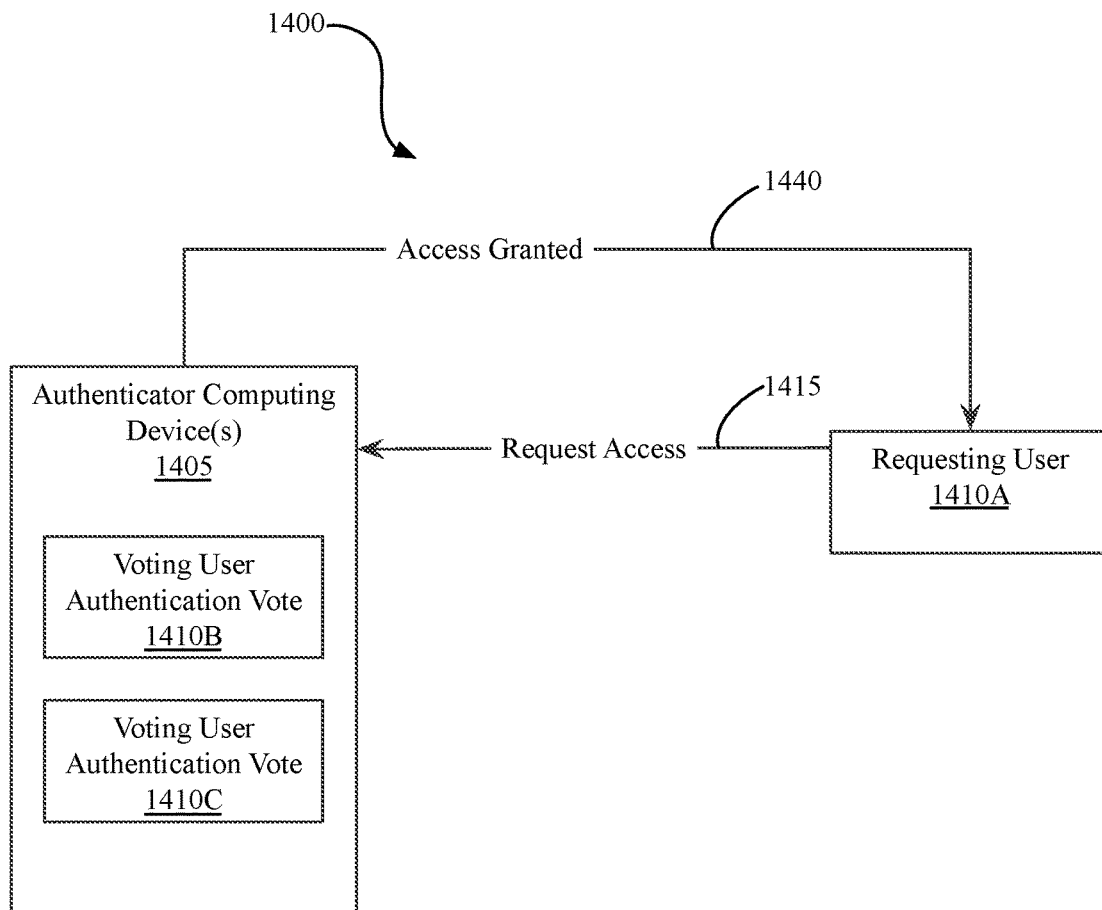 1400
1440
Access Granted
1415
Authenticator Computing
Device(s)
1405
Request Access
Requesting User
1410A
Voting User
Authentication Vote
1410B
Voting User
Authentication Vote
1410C